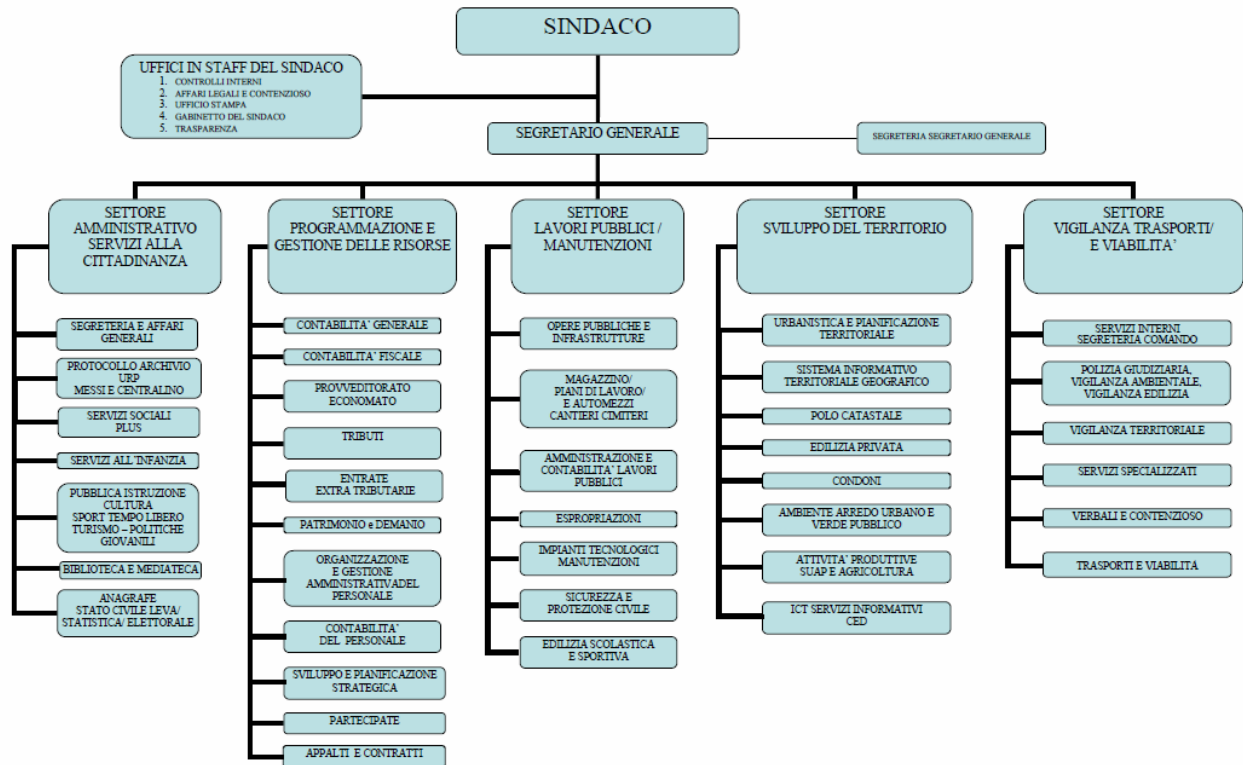 SINDACO
UFFICI IN STAFF DEL SINDACO
1. CONTROLLI INTERNI
2. AFFARI LEGALI E CONTENZIOSO
3. UFFICIO STAMPA
4. GABINETTO DEL SINDACO
5. TRASPARENZA
SEGRETARIO GENERALE
SEGRETERIA SEGRETARIO GENERALE
SETTORE
AMMINISTRATIVO
SERVIZI ALLA
CITTADINANZA
SEGRETERIA E AFFARI
GENERALI
PROTOCOLLO ARCHIVIO
URP
MESSI E CENTRALINO
SERVIZI SOCIALI
PLUS
SERVIZI ALL'INFANZIA
PUBBLICA ISTRUZIONE
CULTURA
SPORT TEMPO LIBERO
TURISMO – POLITICHE
GIOVANILI
BIBLIOTECA E MEDIATECA
ANAGRAFE
STATO CIVILE LEVA/
STATISTICA/ ELETTORALE
SETTORE
PROGRAMMAZIONE E
GESTIONE DELLE RISORSE
CONTABILITA' GENERALE
CONTABILITA' FISCALE
PROVVEDITORATO
ECONOMATO
TRIBUTI
ENTRATE
EXTRA TRIBUTARIE
PATRIMONIO e DEMANIO
ORGANIZZAZIONE
E GESTIONE
AMMINISTRATIVADEL
PERSONALE
CONTABILITA'
DEL PERSONALE
SVILUPPO E PIANIFICAZIONE
STRATEGICA
PARTECIPATE
APPALTI E CONTRATTI
SETTORE
LAVORI PUBBLICI /
MANUTENZIONI
OPERE PUBBLICHE E
INFRASTRUTTURE
MAGAZZINO/
PIANI DI LAVORO/
E AUTOMEZZI
CANTIERI CIMITERI
AMMINISTRAZIONE E
CONTABILITA' LAVORI
PUBBLICI
ESPROPRIAZIONI
IMPIANTI TECNOLOGICI
MANUTENZIONI
SICUREZZA E
PROTEZIONE CIVILE
EDILIZIA SCOLASTICA
E SPORTIVA
SETTORE
SVILUPPO DEL TERRITORIO
URBANISTICA E PIANIFICAZIONE
TERRITORIALE
SISTEMA INFORMATIVO
TERRITORIALE GEOGRAFICO
POLO CATASTALE
EDILIZIA PRIVATA
CONDONI
AMBIENTE ARREDO URBANO E
VERDE PUBBLICO
ATTIVITA' PRODUTTIVE
SUAP E AGRICOLTURA
ICT SERVIZI INFORMATIVI
CED
SETTORE
VIGILANZA TRASPORTI/
E VIABILITA'
SERVIZI INTERNI
SEGRETERIA COMANDO
POLIZIA GIUDIZIARIA,
VIGILANZA AMBIENTALE,
VIGILANZA EDILIZIA
VIGILANZA TERRITORIALE
SERVIZI SPECIALIZZATI
VERBALI E CONTENZIOSO
TRASPORTI E VIABILITÀ